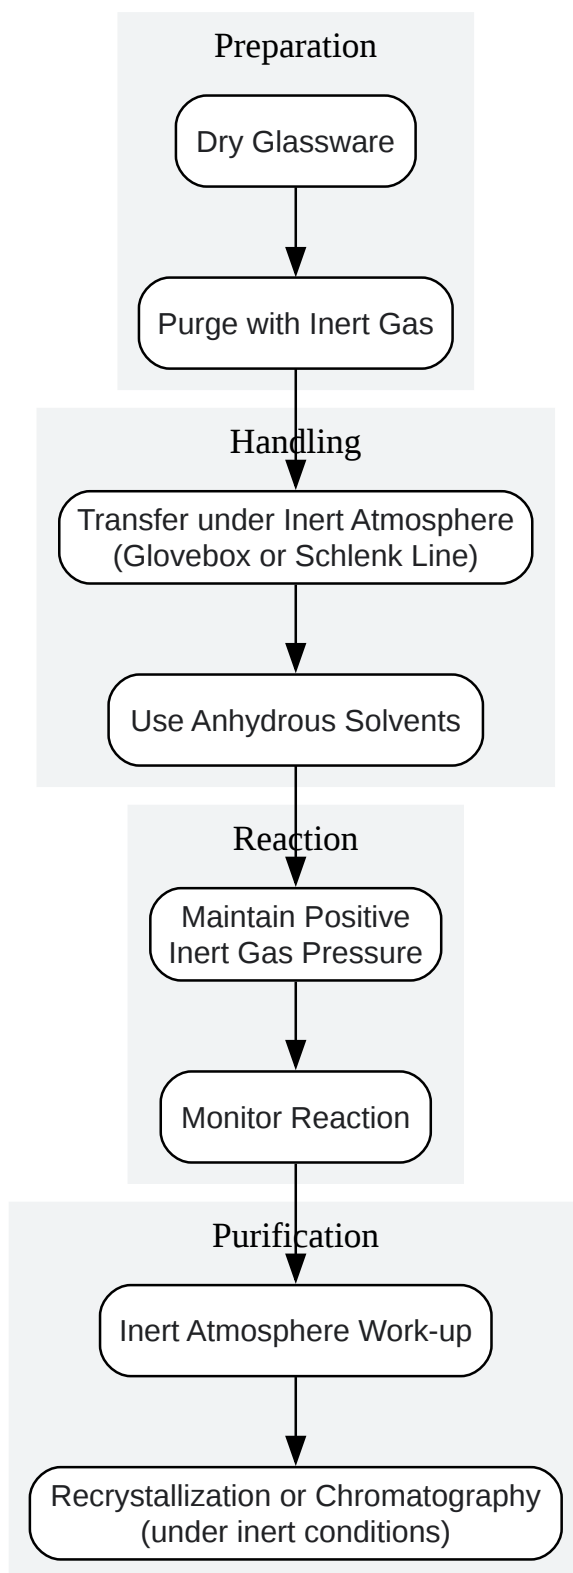 Preparation
Dry Glassware
Purge with Inert Gas
Handling
Transfer under Inert Atmosphere
(Glovebox or Schlenk Line)
Use Anhydrous Solvents
Reaction
Maintain Positive
Inert Gas Pressure
Monitor Reaction
Purification
Inert Atmosphere Work-up
Recrystallization or Chromatography
(under inert conditions)